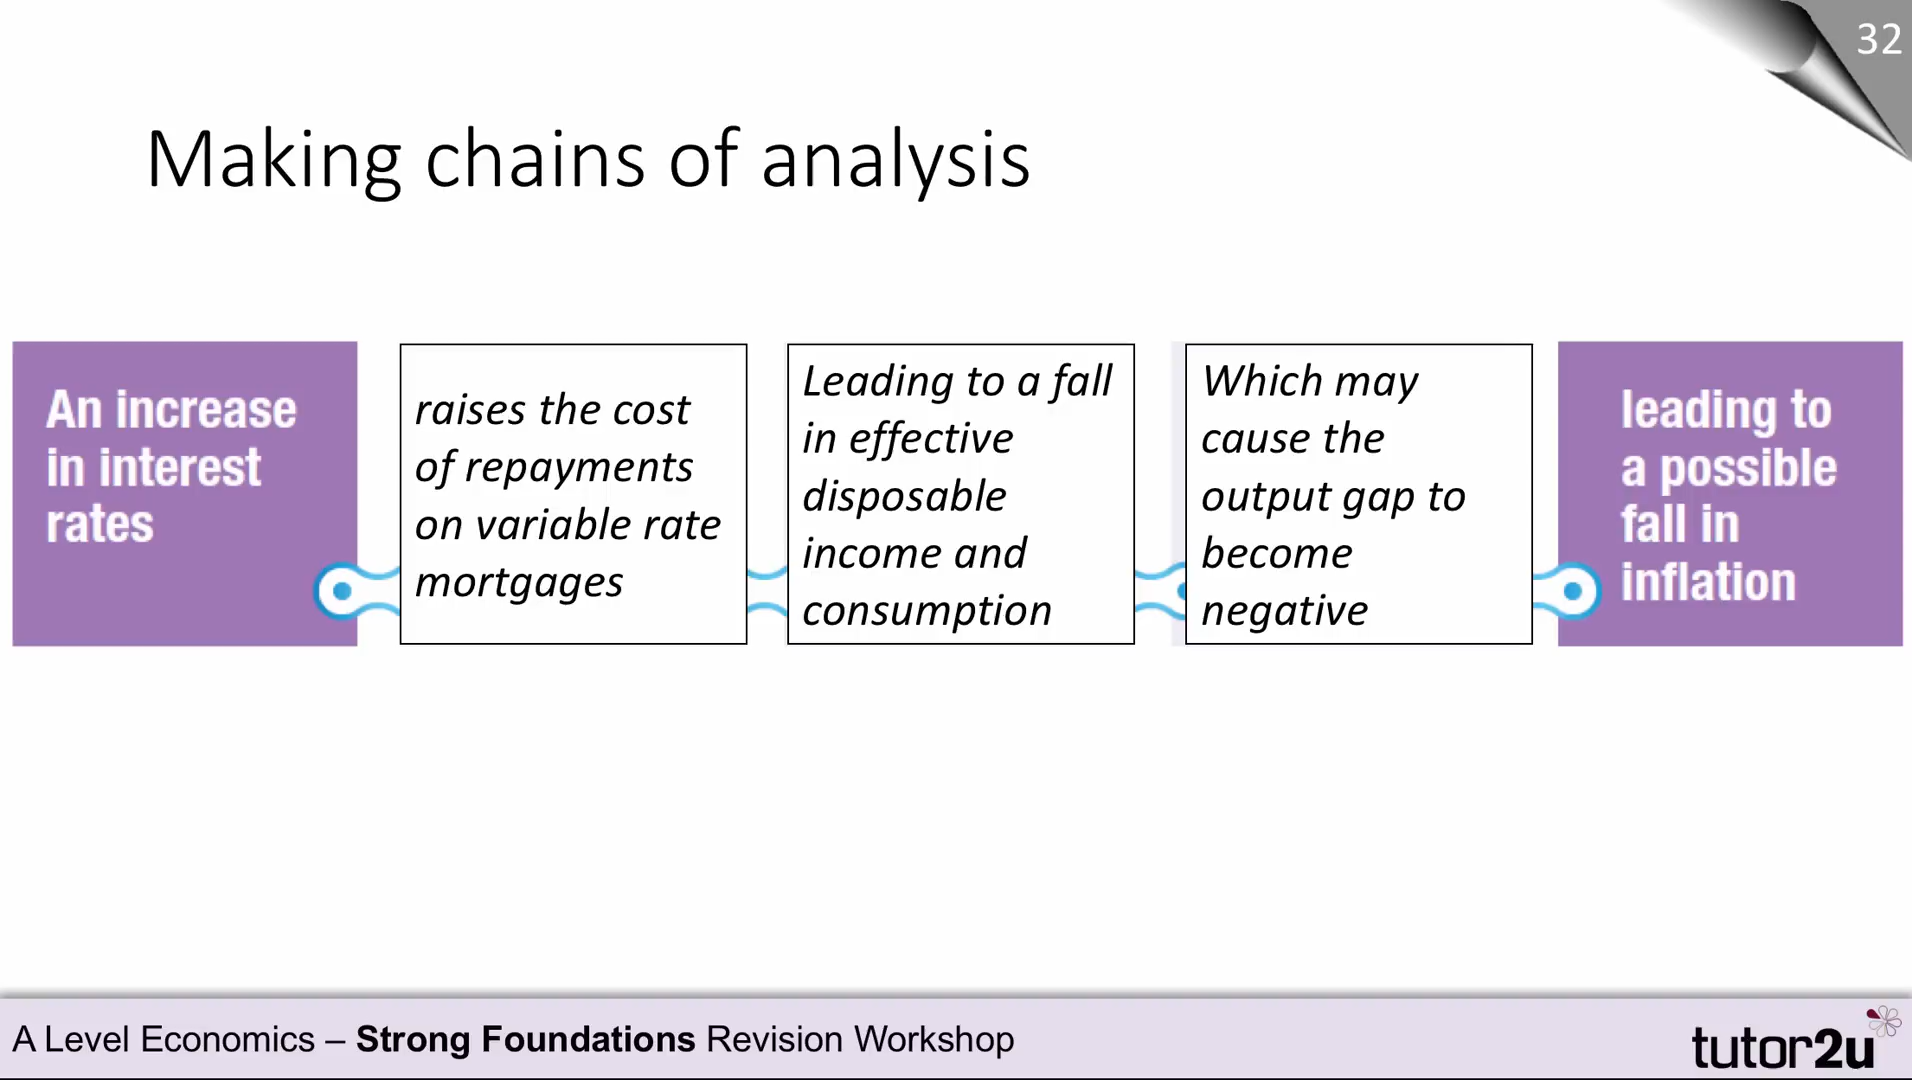 32
Making chains of analysis
An increase
in interest
rates
raises the cost
of repayments
on variable rate
mortgages
Leading to a fall
in effective
disposable
income and
consumption
Which may
cause the
output gap to
become
negative
leading to
a possible
fall in
inflation
A Level Economics – Strong Foundations Revision Workshop
tutor2u